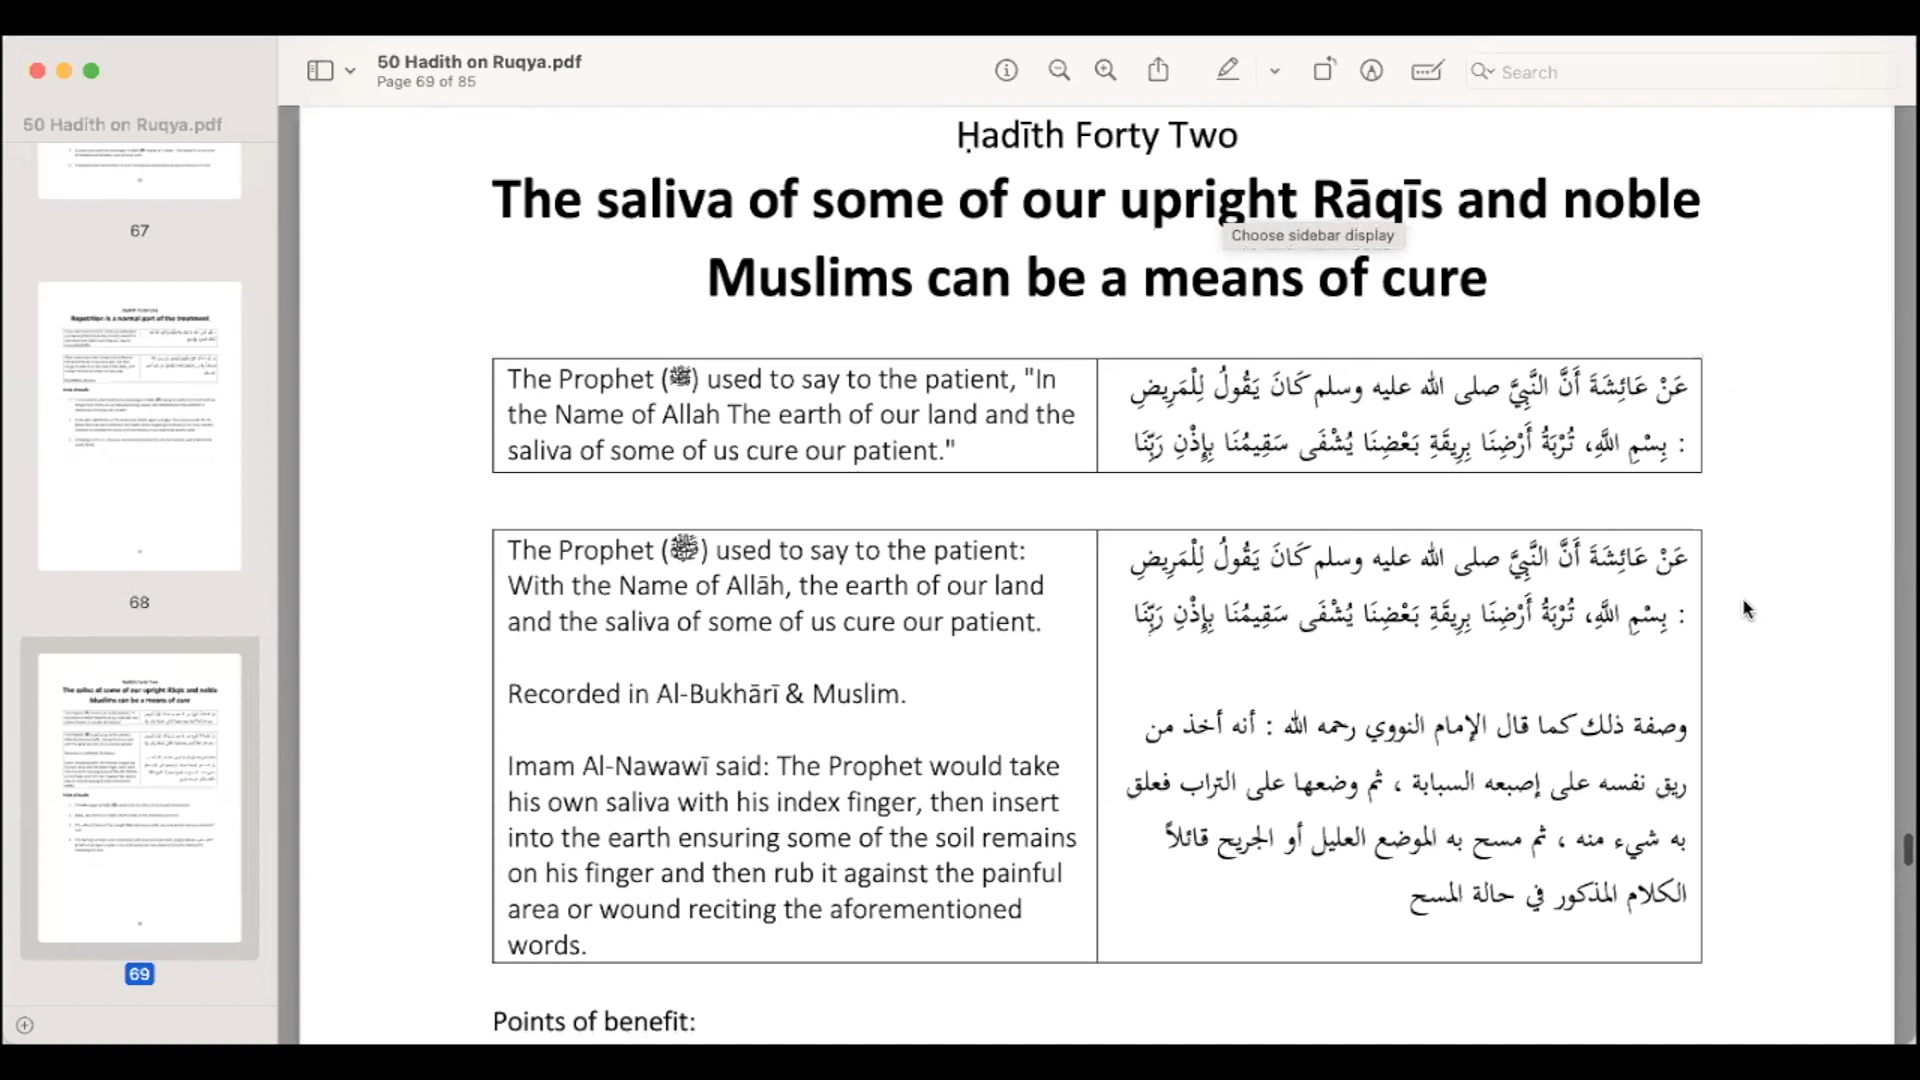 50 Hadith on Ruqya.pdf
Page 69 of 85
Search
50 Hadith on Ruqya.pdf
67
68
69
Ḥadīth Forty Two
The saliva of some of our upright Rāqīs and noble
Choose sidebar display
Muslims can be a means of cure
The Prophet (ﷺ) used to say to the patient, "In
the Name of Allah The earth of our land and the
saliva of some of us cure our patient."
عَنْ عَائِشَةَ أَنَّ النَّبِيَّ صلى الله عليه وسلم كَانَ يَقُولُ لِلْمَرِيضِ
: بِسْمِ اللَّهِ، تُرْبَةُ أَرْضِنَا بِرِيقَةِ بَعْضِنَا يُشْفَى سَقِيمُنَا بِإِذْنِ رَبِّنَا
The Prophet (ﷺ) used to say to the patient:
With the Name of Allāh, the earth of our land
and the saliva of some of us cure our patient.
Recorded in Al-Bukhārī & Muslim.
Imam Al-Nawawī said: The Prophet would take
his own saliva with his index finger, then insert
into the earth ensuring some of the soil remains
on his finger and then rub it against the painful
area or wound reciting the aforementioned
words.
عَنْ عَائِشَةَ أَنَّ النَّبِيَّ صلى الله عليه وسلم كَانَ يَقُولُ لِلْمَرِيضِ
: بِسْمِ اللَّهِ، تُرْبَةُ أَرْضِنَا بِرِيقَةِ بَعْضِنَا يُشْفَى سَقِيمُنَا بِإِذْنِ رَبِّنَا
وصفة ذلك كما قال الإمام النووي رحمه الله : أنه أخذ من
ريق نفسه على إصبعه السبابة ، ثم وضعها على التراب فعلق
به شيء منه ، ثم مسح به الموضع العليل أو الجريح قائلاً
الكلام المذكور في حالة المسح
Points of benefit: